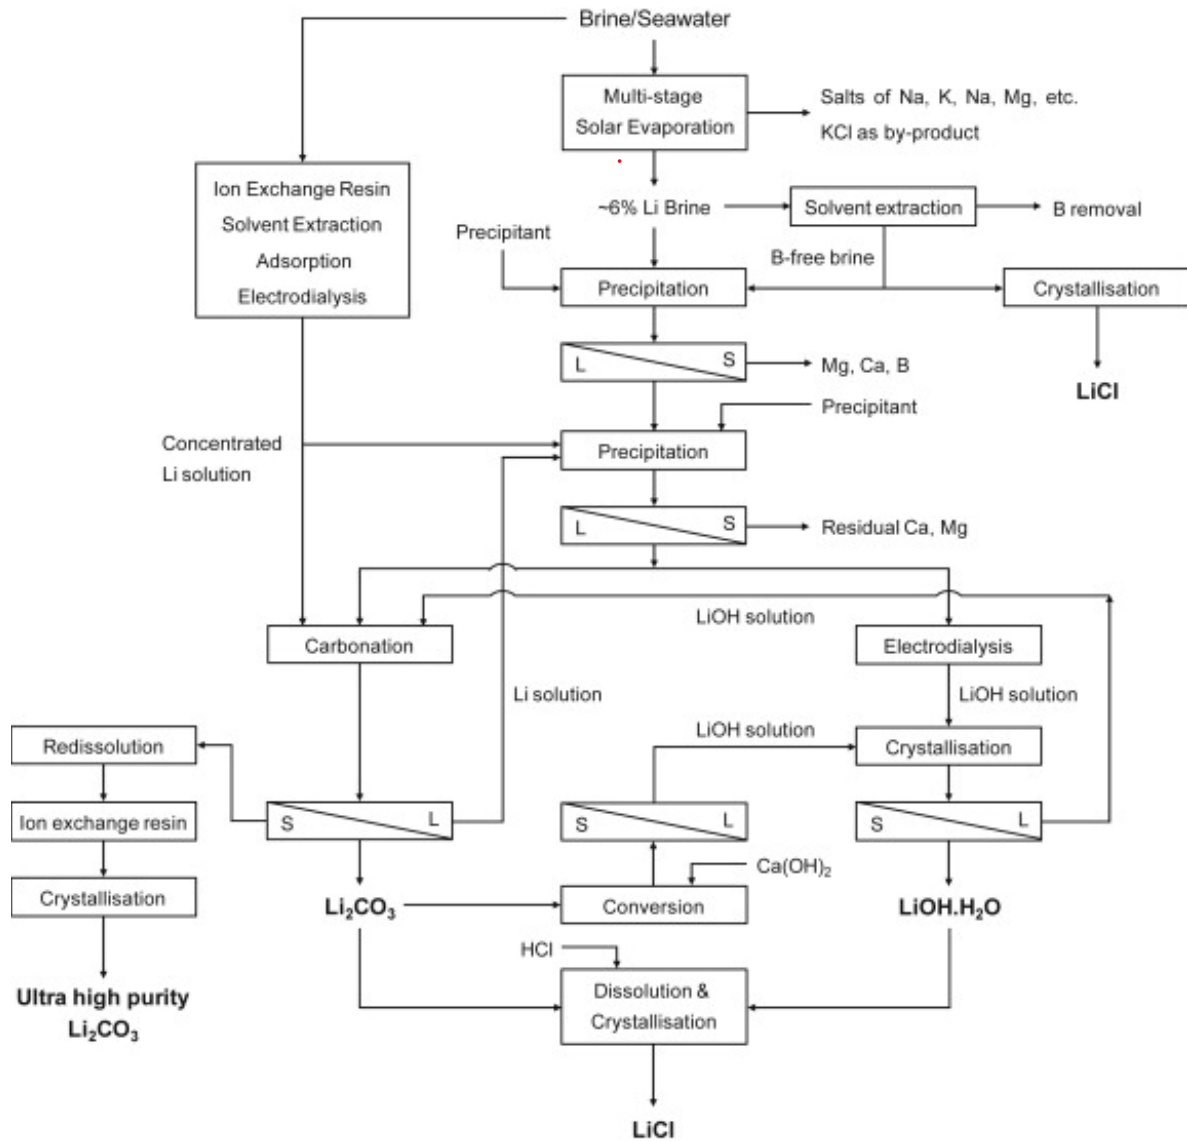 Brine/Seawater
Multi-stage
Solar Evaporation
Salts of Na, K, Na, Mg, etc.
KCl as by-product
Ion Exchange Resin
Solvent Extraction
Adsorption
Electrodialysis
~6% Li Brine
Solvent extraction
B removal
Precipitant
B-free brine
Precipitation
Crystallisation
L
S
Mg, Ca, B
LiCl
Precipitant
Concentrated
Li solution
Precipitation
L
S
Residual Ca, Mg
LiOH solution
Carbonation
Electrodialysis
Li solution
LiOH solution
LiOH solution
Redissolution
Crystallisation
Ion exchange resin
S
L
S
L
S
L
Ca(OH)₂
Crystallisation
Li₂CO₃
Conversion
LiOH.H₂O
HCl
Ultra high purity
Li₂CO₃
Dissolution &
Crystallisation
LiCl